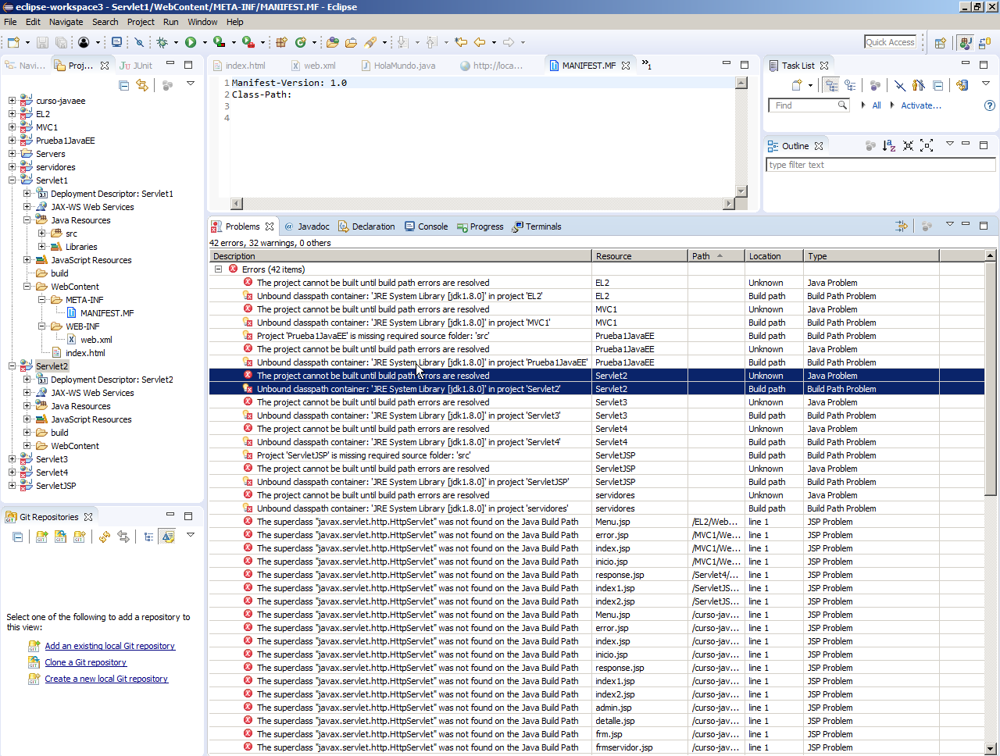 eclipse-workspace3 - Servlet1/WebContent/META-INF/MANIFEST.MF - Eclipse
File Edit Navigate Search Project Run Window Help
Quick Access
Navi... Proj... JUnit
index.html web.xml HolaMundo.java http://loca... MANIFEST.MF 1
Task List
1 Manifest-Version: 1.0
2 Class-Path:
3
4
Find All Activate...
Outline
type filter text
curso-javaee
EL2
MVC1
Prueba1JavaEE
Servers
servidores
Servlet1
Deployment Descriptor: Servlet1
JAX-WS Web Services
Java Resources
src
Libraries
JavaScript Resources
build
WebContent
META-INF
MANIFEST.MF
WEB-INF
web.xml
index.html
Servlet2
Deployment Descriptor: Servlet2
JAX-WS Web Services
Java Resources
JavaScript Resources
build
WebContent
Servlet3
Servlet4
ServletJSP
Git Repositories
Select one of the following to add a repository to
this view:
Add an existing local Git repository
Clone a Git repository
Create a new local Git repository
Problems Javadoc Declaration Console Progress Terminals
42 errors, 32 warnings, 0 others
Description Resource Path Location Type
Errors (42 items)
The project cannot be built until build path errors are resolved EL2 Unknown Java Problem
Unbound classpath container: 'JRE System Library [jdk1.8.0]' in project 'EL2' EL2 Build path Build Path Problem
The project cannot be built until build path errors are resolved MVC1 Unknown Java Problem
Unbound classpath container: 'JRE System Library [jdk1.8.0]' in project 'MVC1' MVC1 Build path Build Path Problem
Project 'Prueba1JavaEE' is missing required source folder: 'src' Prueba1JavaEE Build path Build Path Problem
The project cannot be built until build path errors are resolved Prueba1JavaEE Unknown Java Problem
Unbound classpath container: 'JRE System Library [jdk1.8.0]' in project 'Prueba1JavaEE' Prueba1JavaEE Build path Build Path Problem
The project cannot be built until build path errors are resolved Servlet2 Unknown Java Problem
Unbound classpath container: 'JRE System Library [jdk1.8.0]' in project 'Servlet2' Servlet2 Build path Build Path Problem
The project cannot be built until build path errors are resolved Servlet3 Unknown Java Problem
Unbound classpath container: 'JRE System Library [jdk1.8.0]' in project 'Servlet3' Servlet3 Build path Build Path Problem
The project cannot be built until build path errors are resolved Servlet4 Unknown Java Problem
Unbound classpath container: 'JRE System Library [jdk1.8.0]' in project 'Servlet4' Servlet4 Build path Build Path Problem
Project 'ServletJSP' is missing required source folder: 'src' ServletJSP Build path Build Path Problem
The project cannot be built until build path errors are resolved ServletJSP Unknown Java Problem
Unbound classpath container: 'JRE System Library [jdk1.8.0]' in project 'ServletJSP' ServletJSP Build path Build Path Problem
The project cannot be built until build path errors are resolved servidores Unknown Java Problem
Unbound classpath container: 'JRE System Library [jdk1.8.0]' in project 'servidores' servidores Build path Build Path Problem
The superclass "javax.servlet.http.HttpServlet" was not found on the Java Build Path Menu.jsp /EL2/Web... line 1 JSP Problem
The superclass "javax.servlet.http.HttpServlet" was not found on the Java Build Path error.jsp /MVC1/We... line 1 JSP Problem
The superclass "javax.servlet.http.HttpServlet" was not found on the Java Build Path index.jsp /MVC1/We... line 1 JSP Problem
The superclass "javax.servlet.http.HttpServlet" was not found on the Java Build Path inicio.jsp /MVC1/We... line 1 JSP Problem
The superclass "javax.servlet.http.HttpServlet" was not found on the Java Build Path response.jsp /Servlet4/... line 1 JSP Problem
The superclass "javax.servlet.http.HttpServlet" was not found on the Java Build Path index1.jsp /ServletJS... line 1 JSP Problem
The superclass "javax.servlet.http.HttpServlet" was not found on the Java Build Path index2.jsp /ServletJS... line 1 JSP Problem
The superclass "javax.servlet.http.HttpServlet" was not found on the Java Build Path Menu.jsp /curso-jav... line 1 JSP Problem
The superclass "javax.servlet.http.HttpServlet" was not found on the Java Build Path error.jsp /curso-jav... line 1 JSP Problem
The superclass "javax.servlet.http.HttpServlet" was not found on the Java Build Path index.jsp /curso-jav... line 1 JSP Problem
The superclass "javax.servlet.http.HttpServlet" was not found on the Java Build Path inicio.jsp /curso-jav... line 1 JSP Problem
The superclass "javax.servlet.http.HttpServlet" was not found on the Java Build Path response.jsp /curso-jav... line 1 JSP Problem
The superclass "javax.servlet.http.HttpServlet" was not found on the Java Build Path index1.jsp /curso-jav... line 1 JSP Problem
The superclass "javax.servlet.http.HttpServlet" was not found on the Java Build Path index2.jsp /curso-jav... line 1 JSP Problem
The superclass "javax.servlet.http.HttpServlet" was not found on the Java Build Path admin.jsp /curso-jav... line 1 JSP Problem
The superclass "javax.servlet.http.HttpServlet" was not found on the Java Build Path detalle.jsp /curso-jav... line 1 JSP Problem
The superclass "javax.servlet.http.HttpServlet" was not found on the Java Build Path frm.jsp /curso-jav... line 1 JSP Problem
The superclass "javax.servlet.http.HttpServlet" was not found on the Java Build Path frmservidor.jsp /curso-jav... line 1 JSP Problem